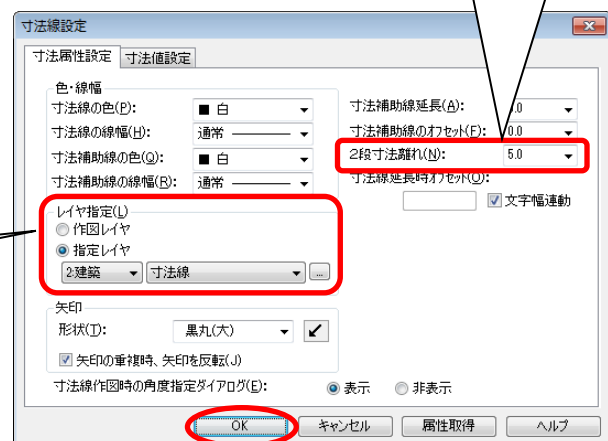 寸法線設定
寸法属性設定 寸法値設定
色・線幅
寸法線の色(P): 白
寸法線の線幅(H): 通常
寸法補助線の色(Q): 白
寸法補助線の線幅(R): 通常
レイヤ指定(L)
作図レイヤ
指定レイヤ
2:建築 寸法線 ...
矢印
形状(T): 黒丸(大)
矢印の重複時、矢印を反転(J)
寸法補助線延長(A): .0
寸法補助線のオフセット(F): 0.0
2段寸法離れ(N): 5.0
寸法線延長時オフセット(O):
文字幅連動
寸法線作図時の角度指定ダイアログ(E): 表示 非表示
OK キャンセル 属性取得 ヘルプ